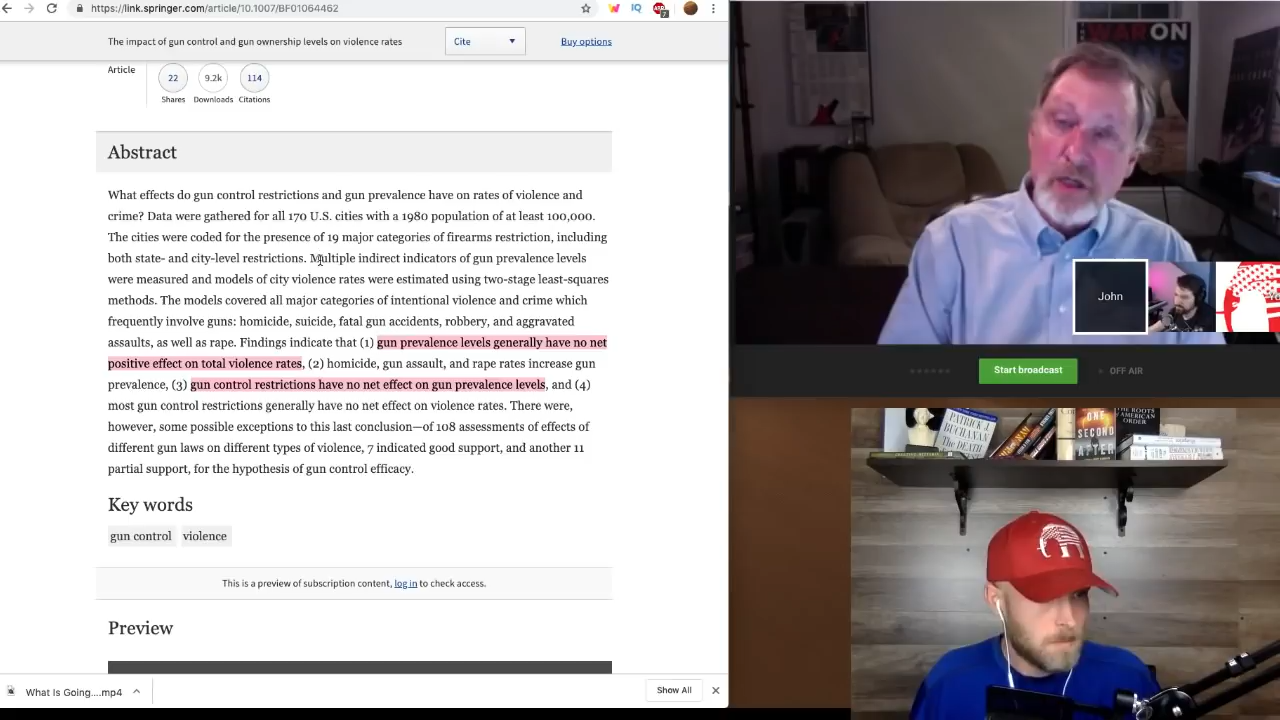 https://link.springer.com/article/10.1007/BF01064462
The impact of gun control and gun ownership levels on violence rates
Cite
Buy options
Article
22
9.2k
114
Shares
Downloads
Citations
Abstract
What effects do gun control restrictions and gun prevalence have on rates of violence and
crime? Data were gathered for all 170 U.S. cities with a 1980 population of at least 100,000.
The cities were coded for the presence of 19 major categories of firearms restriction, including
both state- and city-level restrictions. Multiple indirect indicators of gun prevalence levels
were measured and models of city violence rates were estimated using two-stage least-squares
methods. The models covered all major categories of intentional violence and crime which
frequently involve guns: homicide, suicide, fatal gun accidents, robbery, and aggravated
assaults, as well as rape. Findings indicate that (1) gun prevalence levels generally have no net
positive effect on total violence rates, (2) homicide, gun assault, and rape rates increase gun
prevalence, (3) gun control restrictions have no net effect on gun prevalence levels, and (4)
most gun control restrictions generally have no net effect on violence rates. There were,
however, some possible exceptions to this last conclusion—of 108 assessments of effects of
different gun laws on different types of violence, 7 indicated good support, and another 11
partial support, for the hypothesis of gun control efficacy.
Key words
gun control violence
This is a preview of subscription content, log in to check access.
Preview
What Is Going....mp4
Show All
WAR ON
John
Start broadcast
OFF AIR
PATRICK J.
BUCHANAN
The DEATH
ONE
SECOND
AFTER
THE ROOTS
OF AMERICAN
ORDER